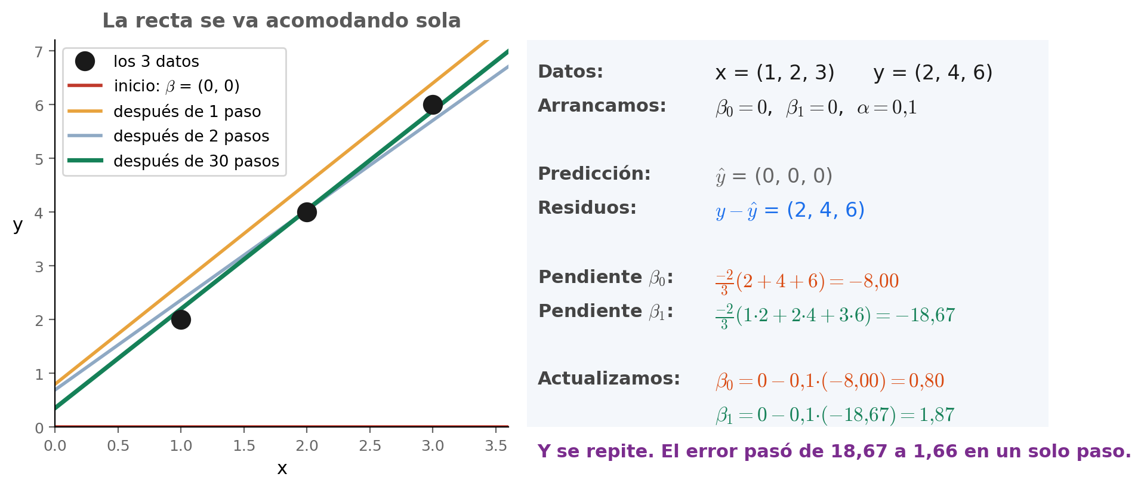 La recta se va acomodando sola
los 3 datos
inicio: β = (0, 0)
después de 1 paso
después de 2 pasos
después de 30 pasos
7
6
5
4
3
2
1
0
y
0.0 0.5 1.0 1.5 2.0 2.5 3.0 3.5
x
Datos: x = (1, 2, 3) y = (2, 4, 6)
Arrancamos: β₀ = 0, β₁ = 0, α = 0,1
Predicción: ŷ = (0, 0, 0)
Residuos: y − ŷ = (2, 4, 6)
Pendiente β₀: −2/3 (2 + 4 + 6) = −8,00
Pendiente β₁: −2/3 (1·2 + 2·4 + 3·6) = −18,67
Actualizamos: β₀ = 0 − 0,1·(−8,00) = 0,80
β₁ = 0 − 0,1·(−18,67) = 1,87
Y se repite. El error pasó de 18,67 a 1,66 en un solo paso.